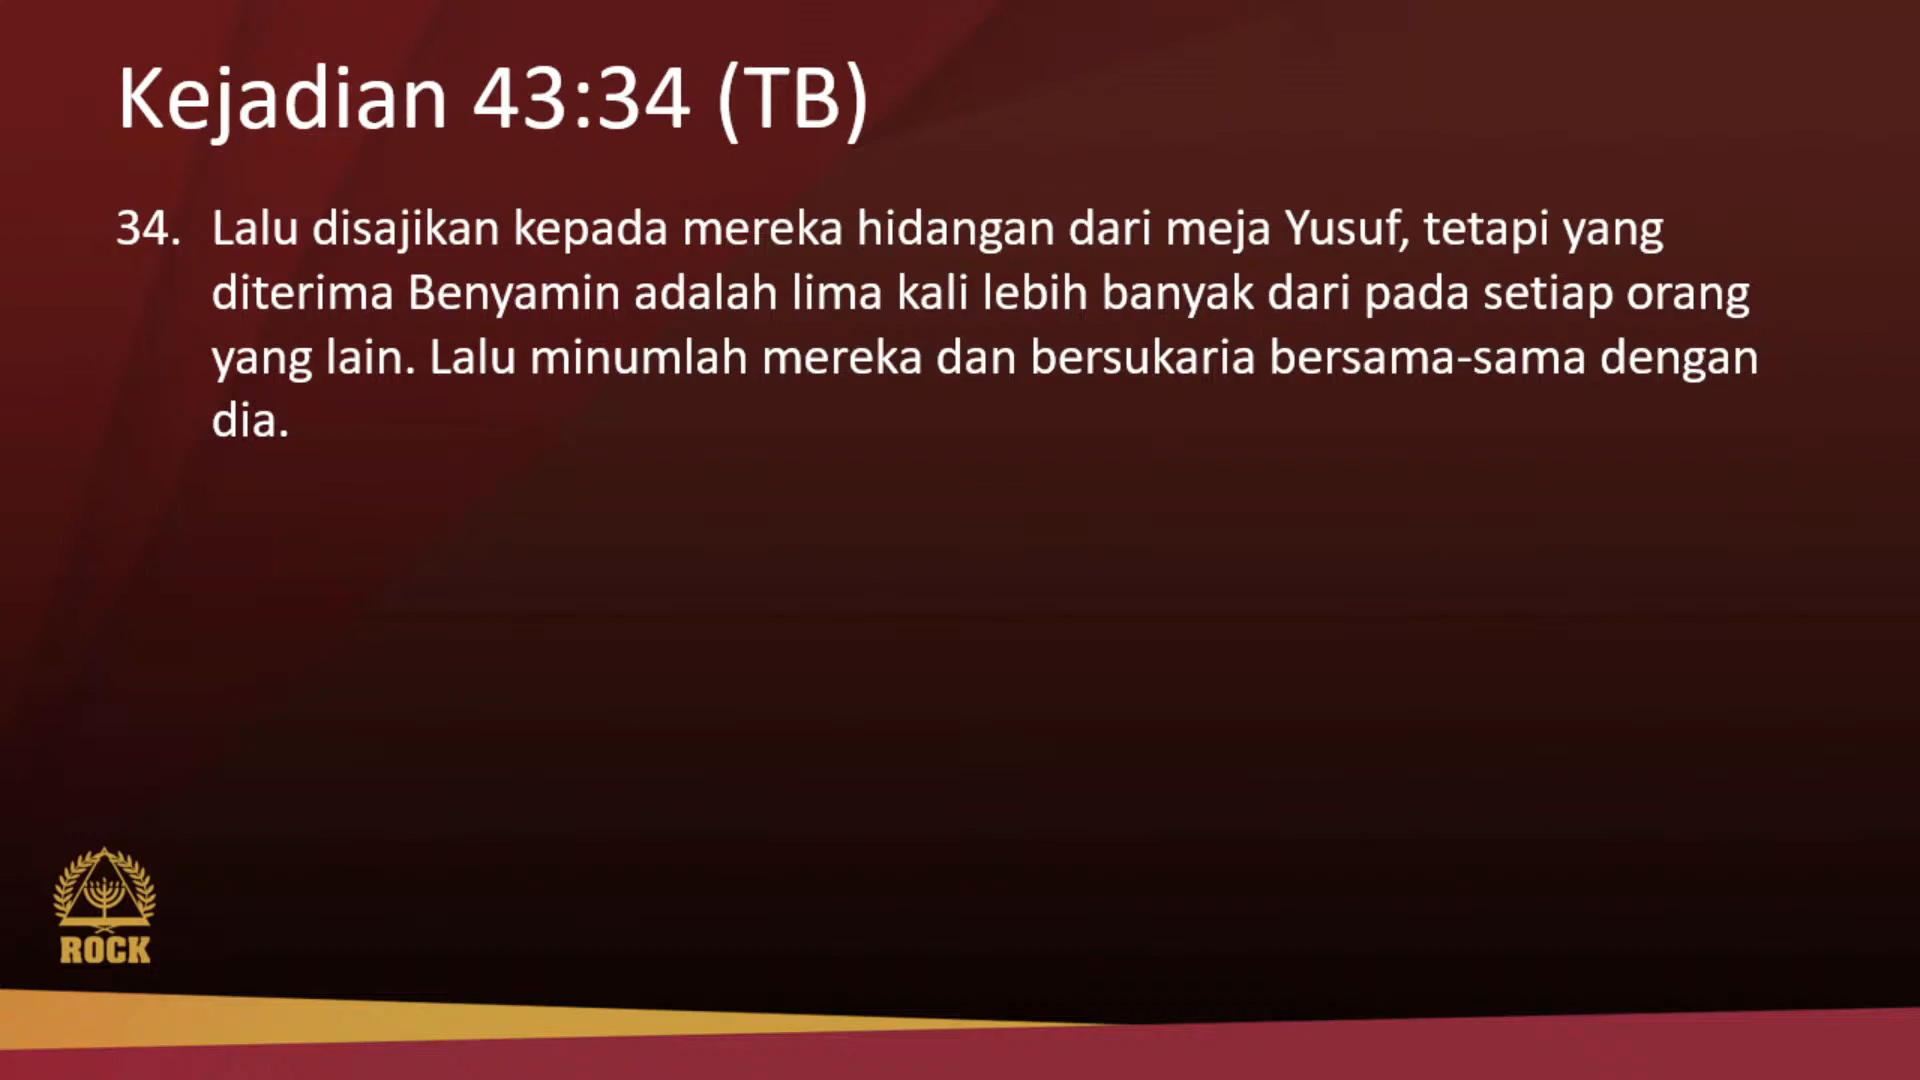 Kejadian 43:34 (TB)
34. Lalu disajikan kepada mereka hidangan dari meja Yusuf, tetapi yang
diterima Benyamin adalah lima kali lebih banyak dari pada setiap orang
yang lain. Lalu minumlah mereka dan bersukaria bersama-sama dengan
dia.
ROCK